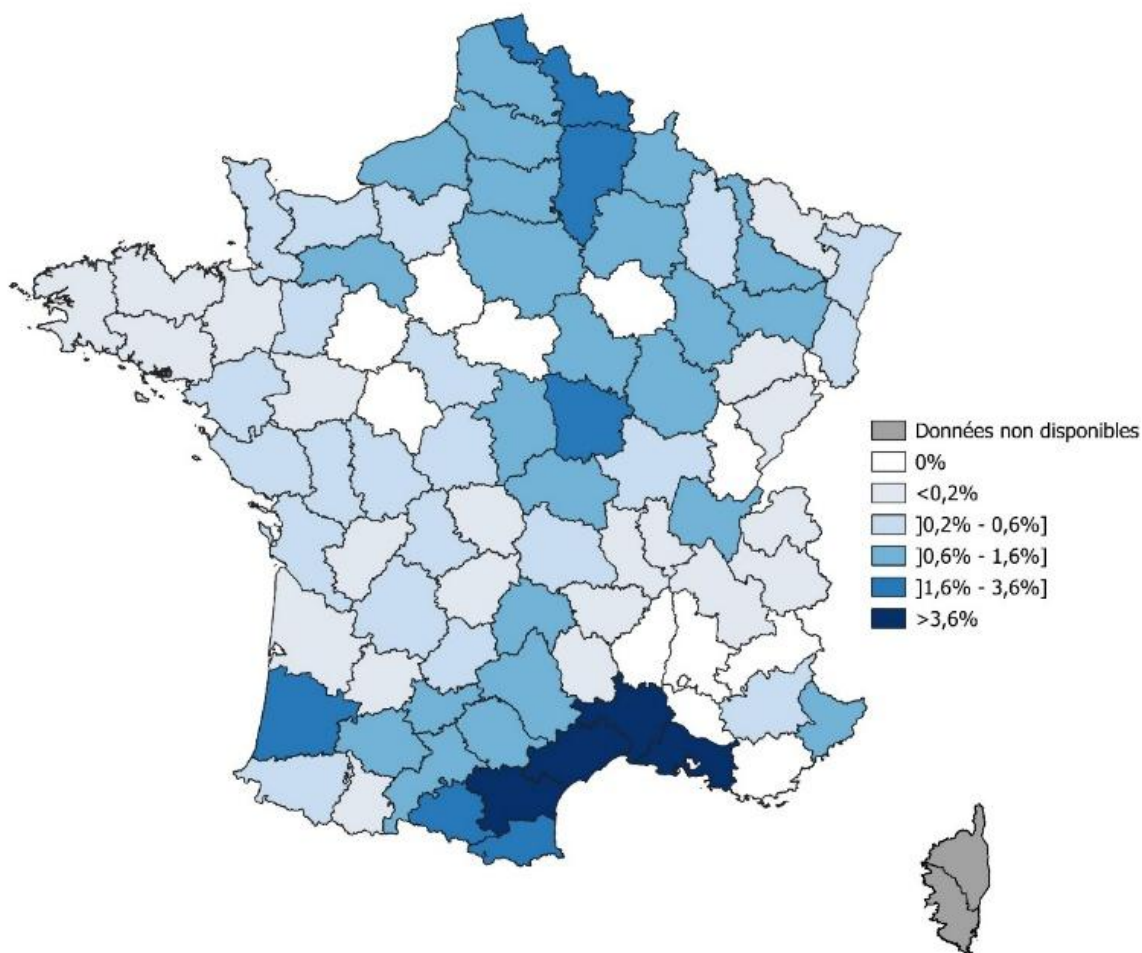 Données non disponibles
0%
<0,2%
]0,2% - 0,6%]
]0,6% - 1,6%]
]1,6% - 3,6%]
>3,6%